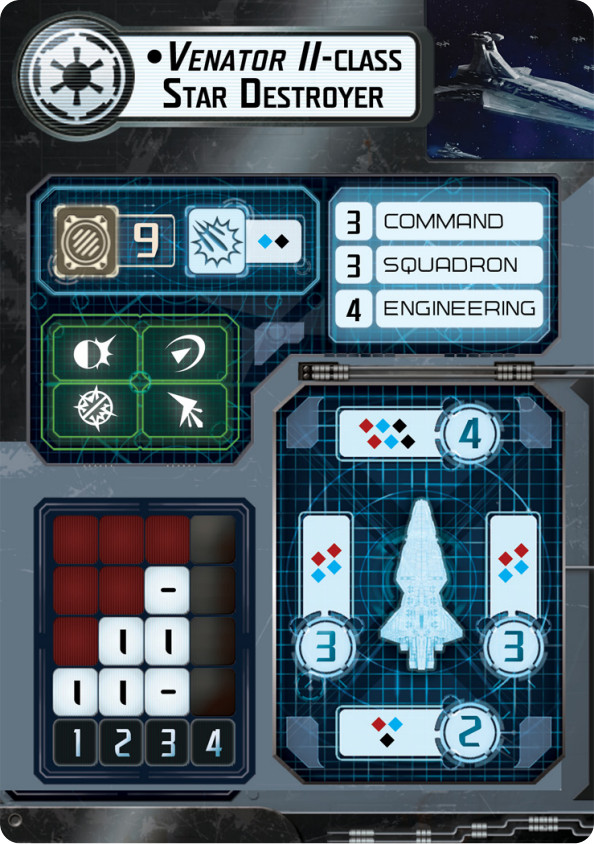 •VENATOR II-CLASS
STAR DESTROYER
9
3 COMMAND
3 SQUADRON
4 ENGINEERING
4
3 3
2
-
I I
I I -
1 2 3 4